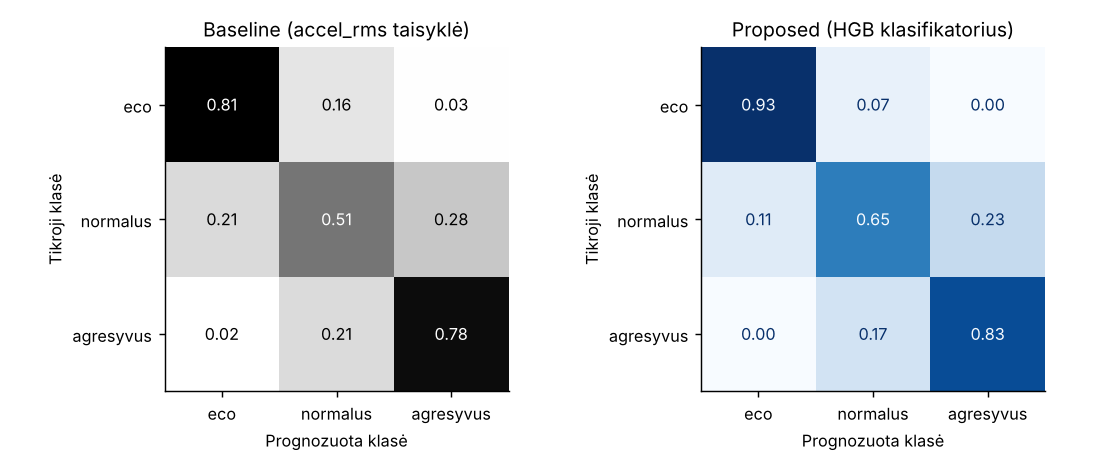 Baseline (accel_rms taisyklė)
eco 0.81 0.16 0.03
normalus 0.21 0.51 0.28
agresyvus 0.02 0.21 0.78
Tikroji klasė
eco normalus agresyvus
Prognozuota klasė
Proposed (HGB klasifikatorius)
eco 0.93 0.07 0.00
normalus 0.11 0.65 0.23
agresyvus 0.00 0.17 0.83
Tikroji klasė
eco normalus agresyvus
Prognozuota klasė